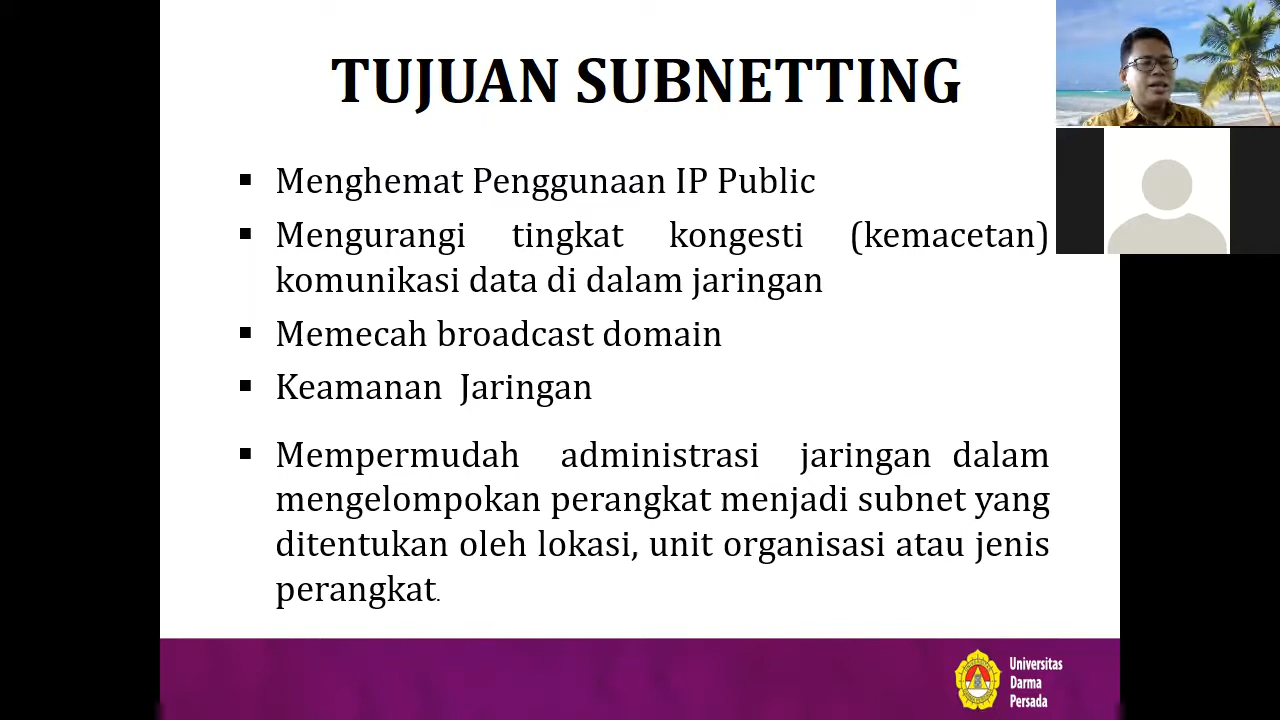 TUJUAN SUBNETTING
▪ Menghemat Penggunaan IP Public
▪ Mengurangi tingkat kongesti (kemacetan)
komunikasi data di dalam jaringan
▪ Memecah broadcast domain
▪ Keamanan Jaringan
▪ Mempermudah administrasi jaringan dalam
mengelompokan perangkat menjadi subnet yang
ditentukan oleh lokasi, unit organisasi atau jenis
perangkat.
Universitas
Darma
Persada